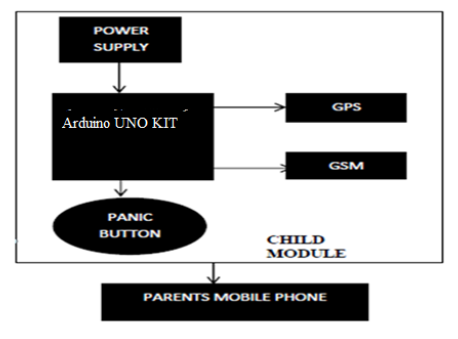 POWER
SUPPLY
Arduino UNO KIT
GPS
GSM
PANIC
BUTTON
CHILD
MODULE
PARENTS MOBILE PHONE